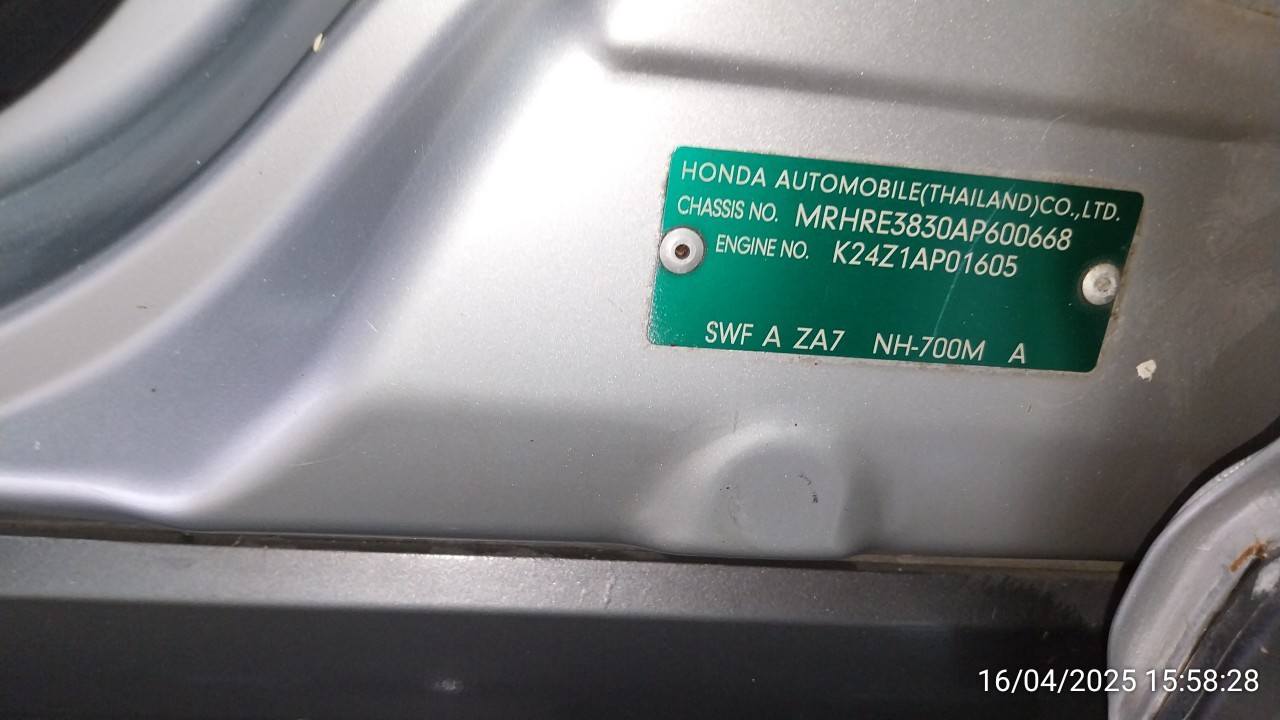 HONDA AUTOMOBILE(THAILAND)CO.,LTD.
CHASSIS NO. MRHRE3830AP600668
ENGINE NO. K24Z1AP01605
SWF A ZA7 NH-700M A
16/04/2025 15:58:28